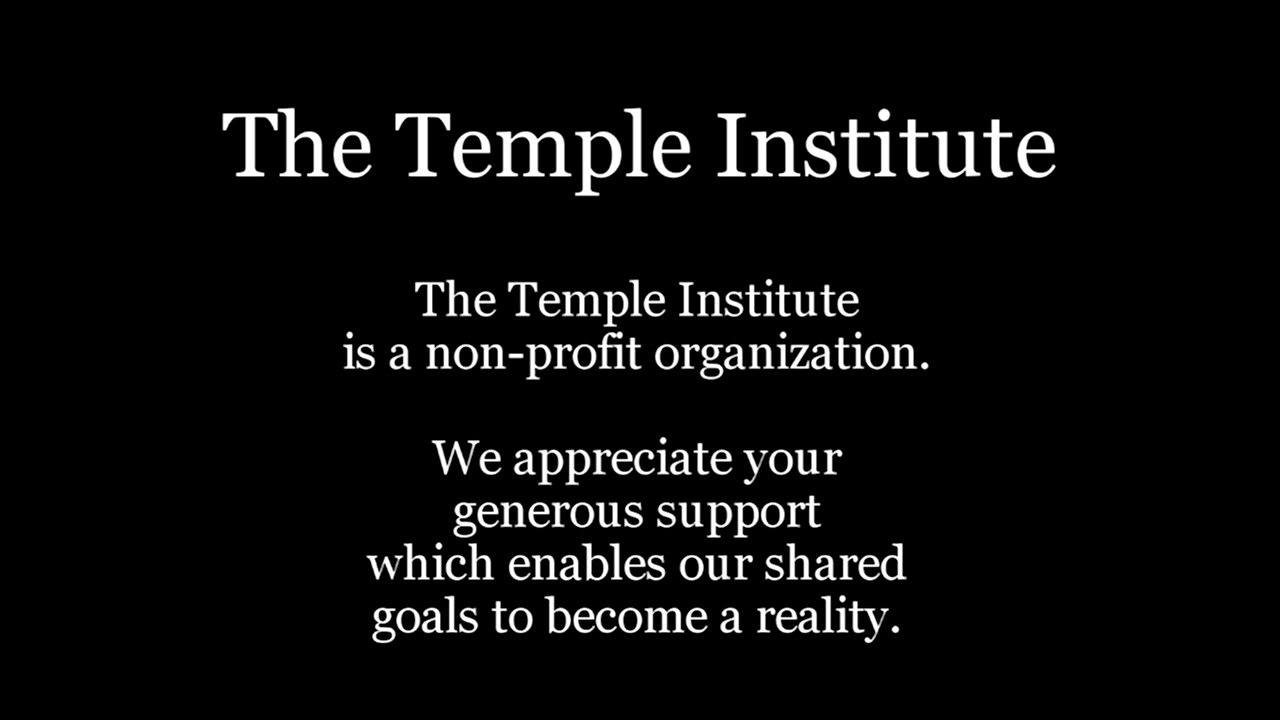 The Temple Institute
The Temple Institute
is a non-profit organization.
We appreciate your
generous support
which enables our shared
goals to become a reality.